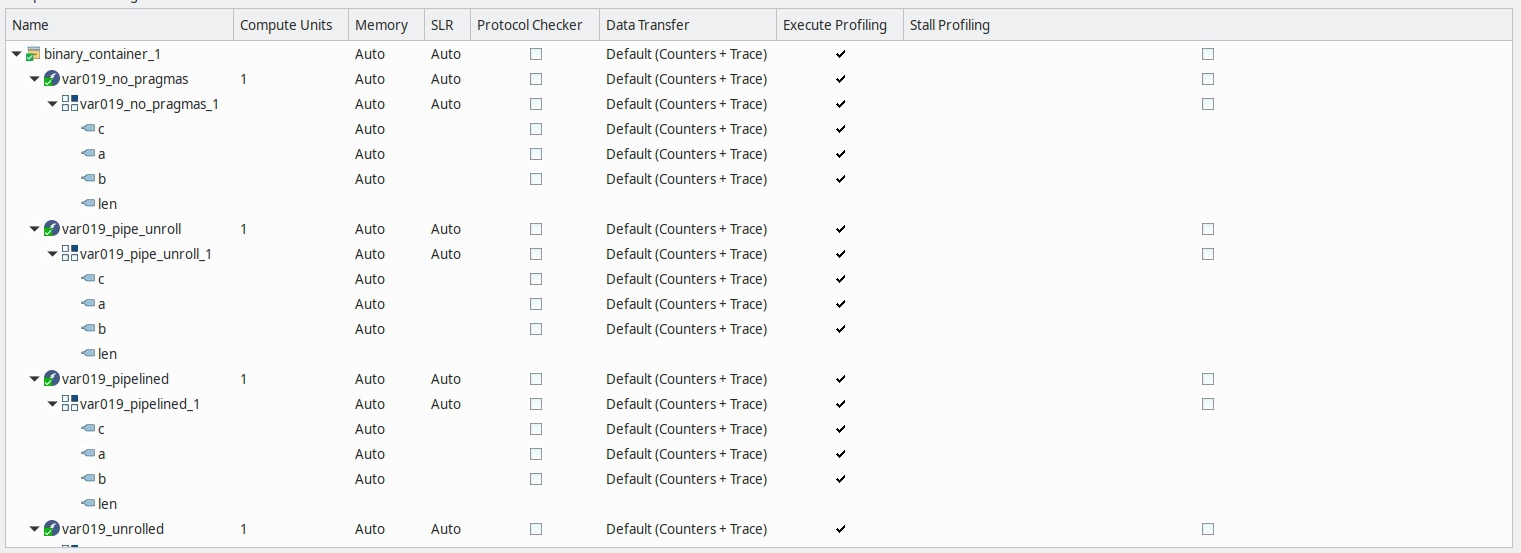 Name Compute Units Memory SLR Protocol Checker Data Transfer Execute Profiling Stall Profiling
binary_container_1 Auto Auto Default (Counters + Trace)
var019_no_pragmas 1 Auto Auto Default (Counters + Trace)
var019_no_pragmas_1 Auto Auto Default (Counters + Trace)
c Auto Default (Counters + Trace)
a Auto Default (Counters + Trace)
b Auto Default (Counters + Trace)
len
var019_pipe_unroll 1 Auto Auto Default (Counters + Trace)
var019_pipe_unroll_1 Auto Auto Default (Counters + Trace)
c Auto Default (Counters + Trace)
a Auto Default (Counters + Trace)
b Auto Default (Counters + Trace)
len
var019_pipelined 1 Auto Auto Default (Counters + Trace)
var019_pipelined_1 Auto Auto Default (Counters + Trace)
c Auto Default (Counters + Trace)
a Auto Default (Counters + Trace)
b Auto Default (Counters + Trace)
len
var019_unrolled 1 Auto Auto Default (Counters + Trace)